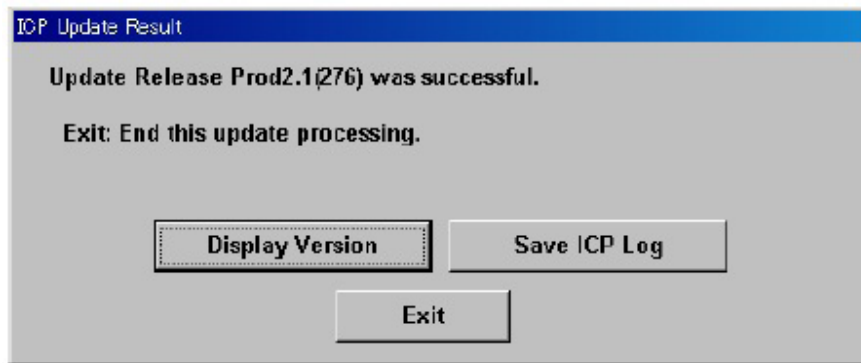 ICP Update Result
Update Release Prod2.1(276) was successful.
Exit: End this update processing.
Display Version
Save ICP Log
Exit